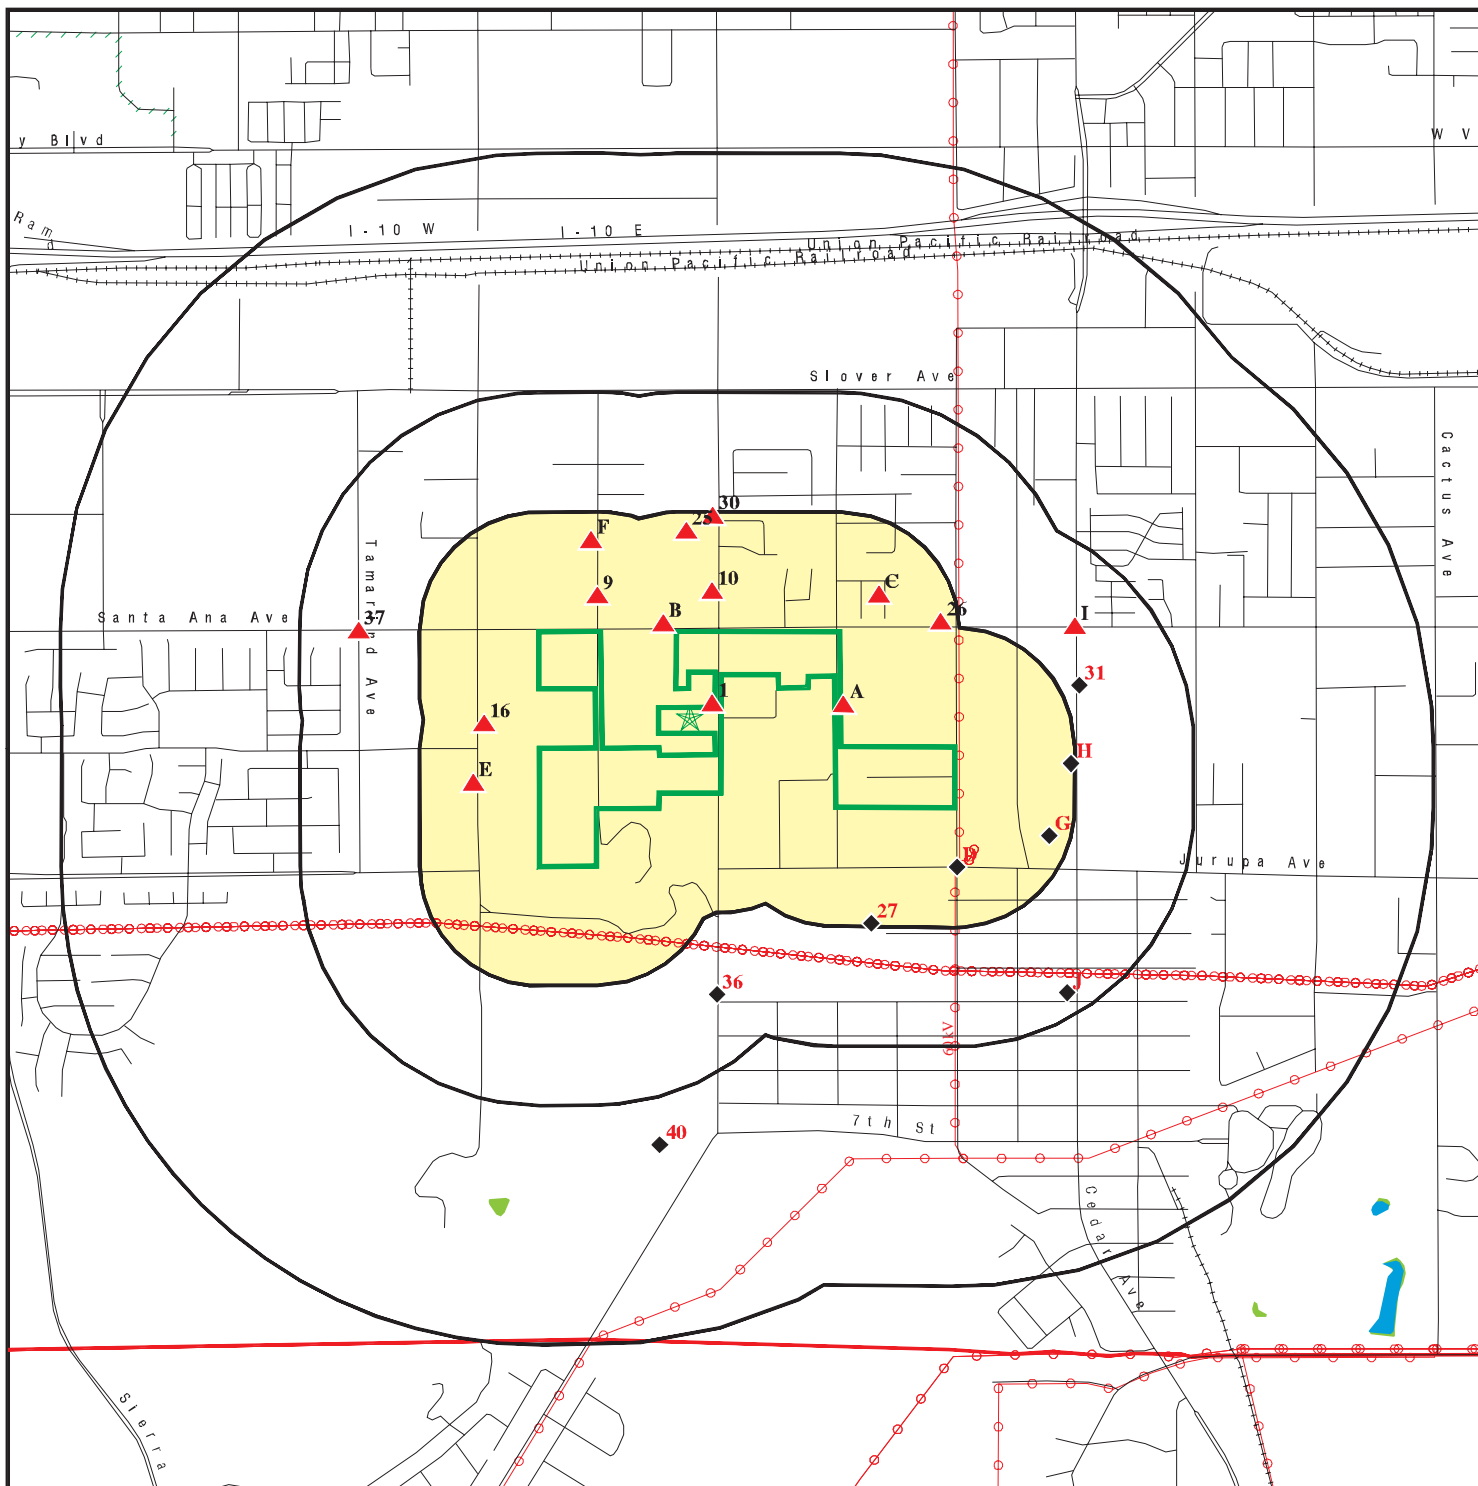 y Blvd
W V
Ram
d
I-10 W
I-10 E
Union Pacific Railroad
Union Pacific Railroad
Slover Ave
Cactus Ave
30
25
F
Tamarind Ave
9
10
C
Santa Ana Ave
37
B
26
I
31
1
A
16
H
E
G
Jurupa Ave
27
36
J
7th St
40
Cedar Ave
Sierra